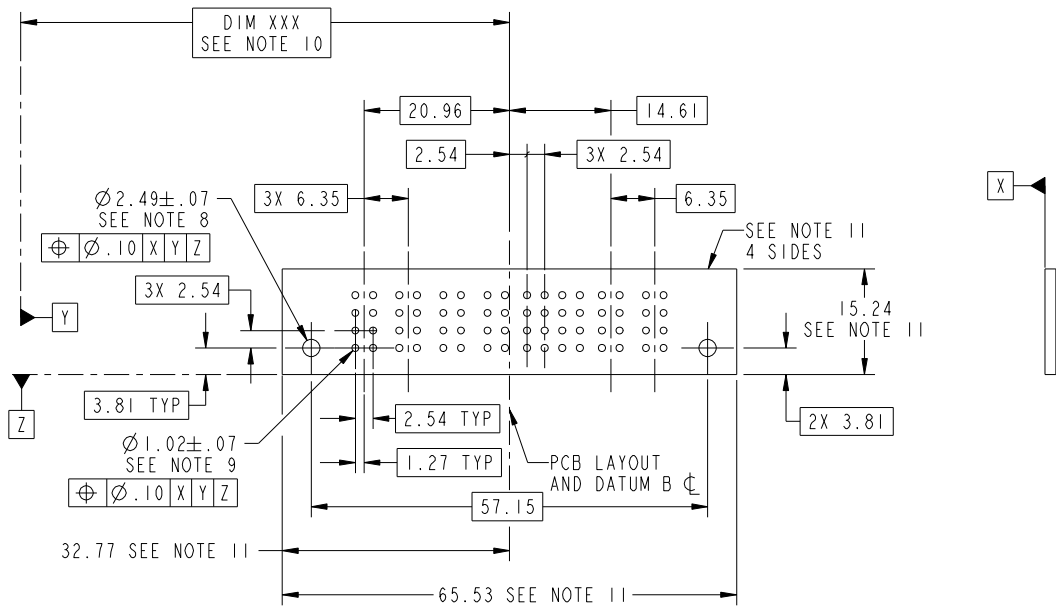 DIM XXX
SEE NOTE 10
20.96
14.61
2.54
3X 2.54
X
Ø2.49±.07
SEE NOTE 8
⌖ Ø.10 X Y Z
3X 6.35
6.35
SEE NOTE 11
4 SIDES
3X 2.54
15.24
SEE NOTE 11
Y
3.81 TYP
Z
2.54 TYP
2X 3.81
Ø1.02±.07
SEE NOTE 9
⌖ Ø.10 X Y Z
1.27 TYP
PCB LAYOUT
AND DATUM B ℄
57.15
32.77 SEE NOTE 11
65.53 SEE NOTE 11